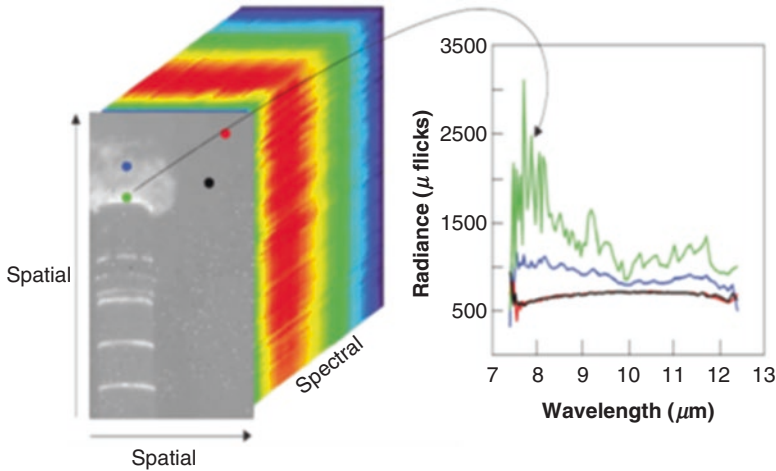 Spatial
Spatial
Spectral
Radiance (μ flicks)
3500
2500
1500
500
7 8 9 10 11 12 13
Wavelength (μm)